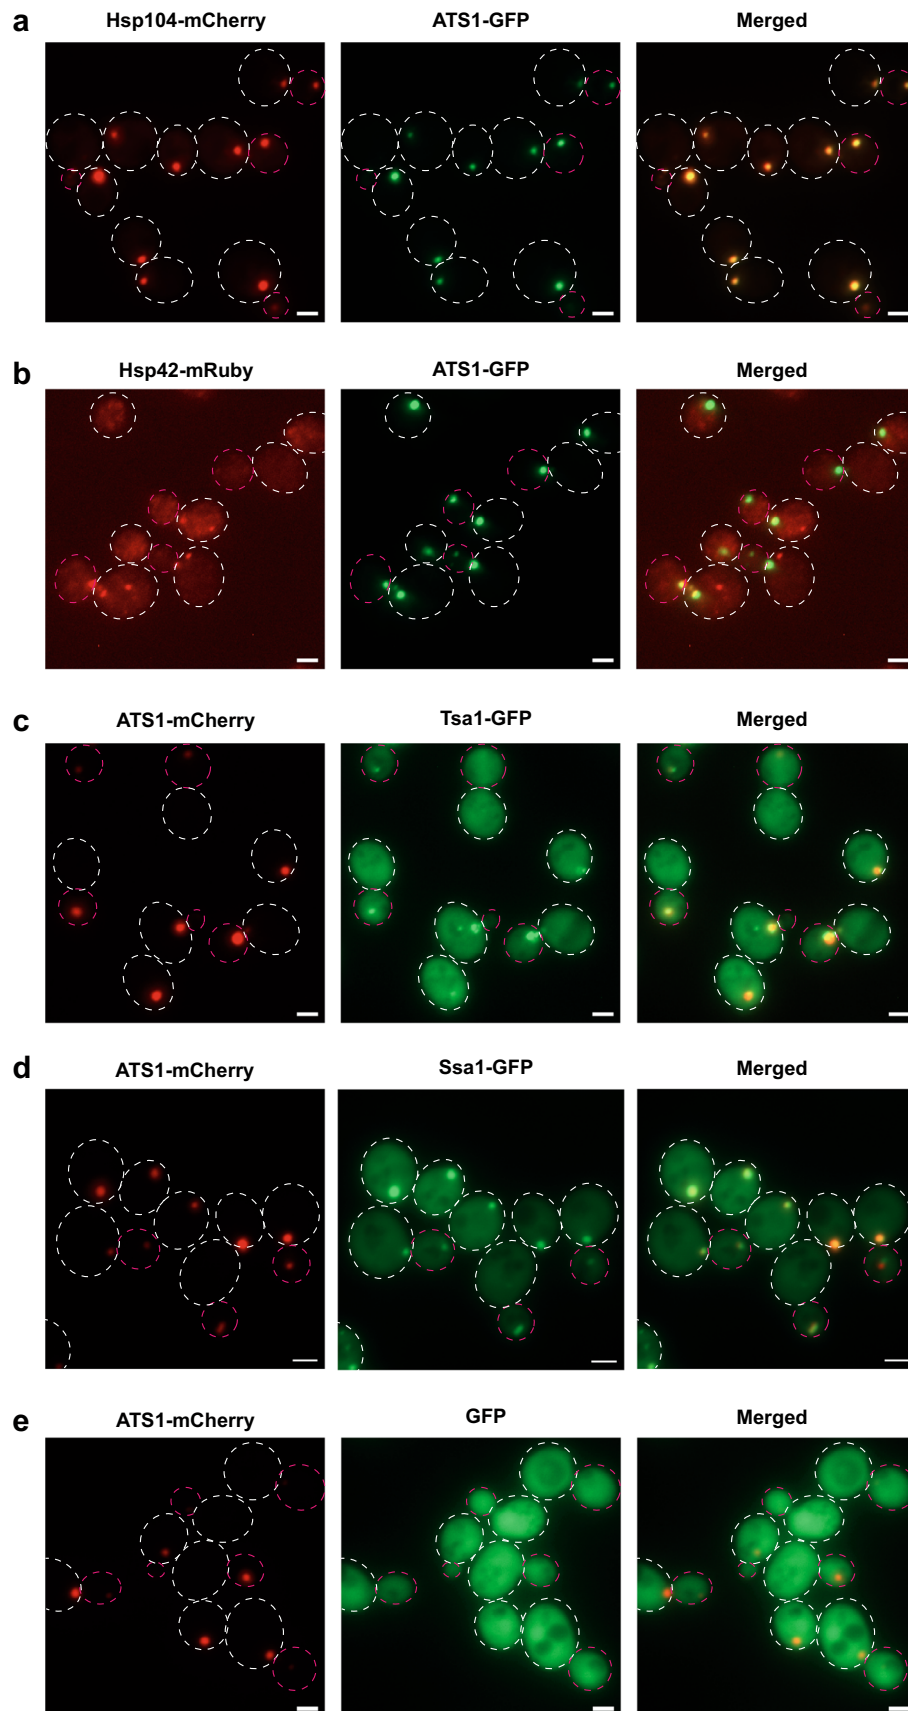 a Hsp104-mCherry ATS1-GFP Merged
b Hsp42-mRuby ATS1-GFP Merged
c ATS1-mCherry Tsa1-GFP Merged
d ATS1-mCherry Ssa1-GFP Merged
e ATS1-mCherry GFP Merged